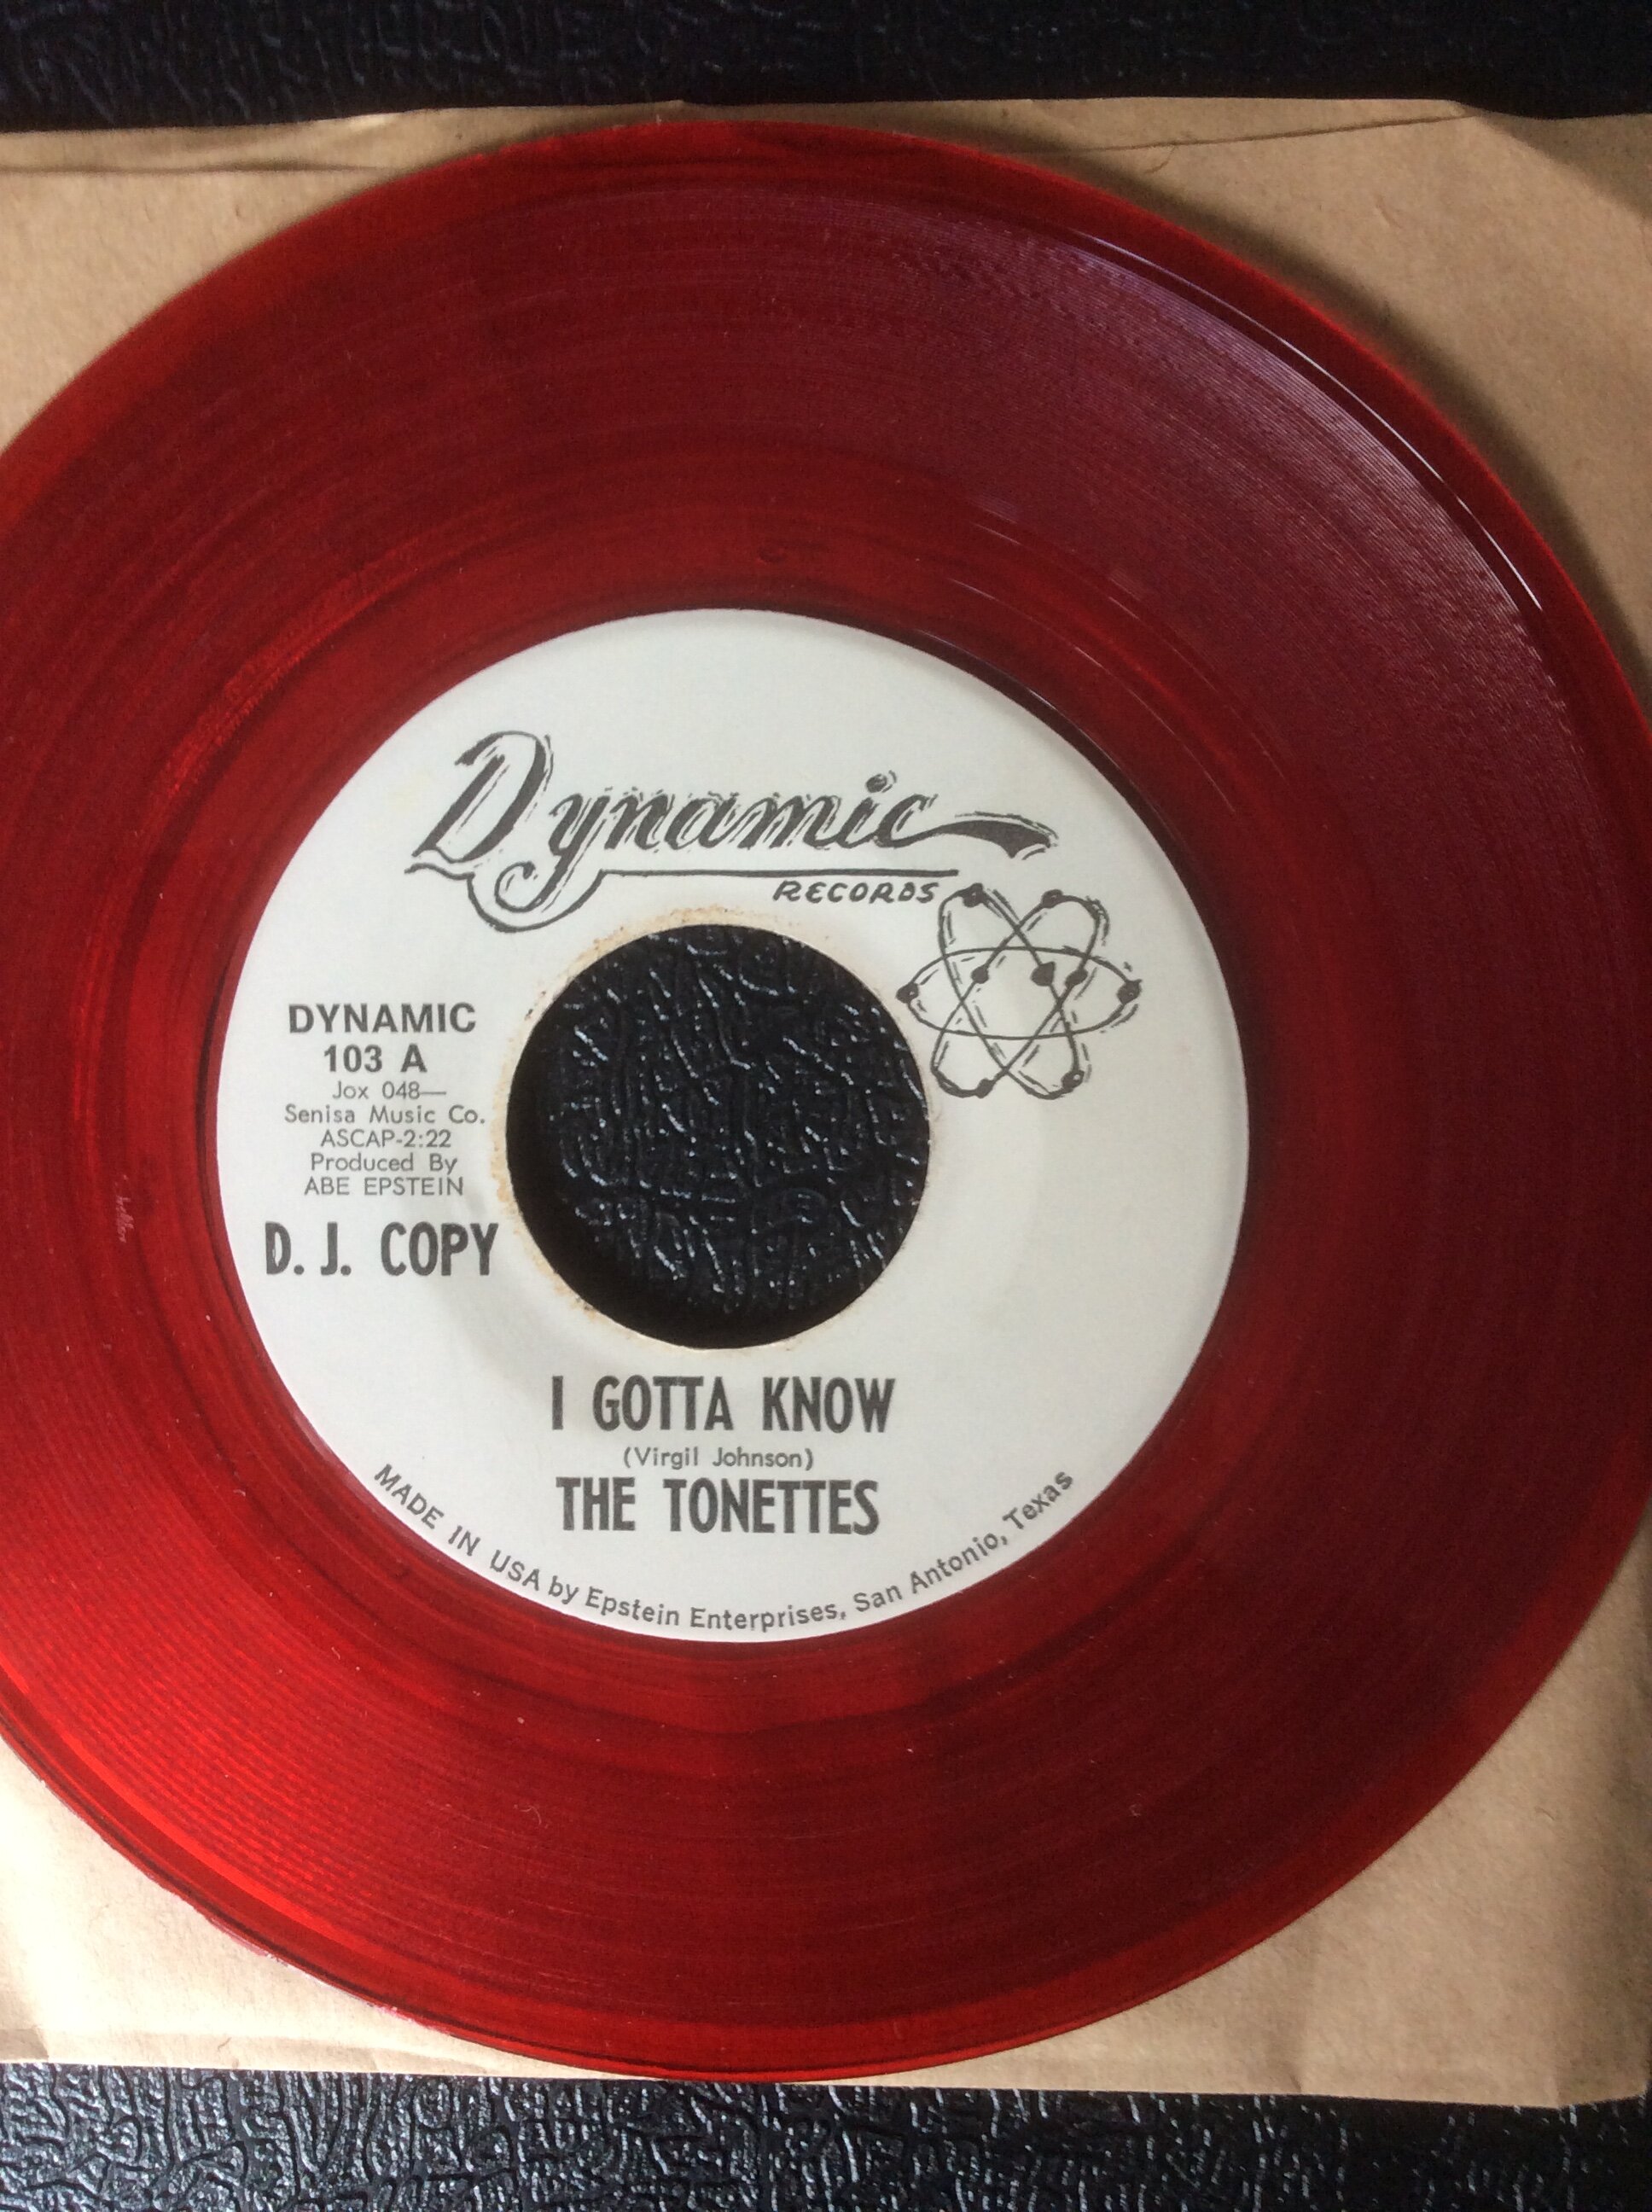 Dynamic
RECORDS
DYNAMIC
103 A
Jox 048—
Senisa Music Co.
ASCAP-2:22
Produced By
ABE EPSTEIN
D. J. COPY
I GOTTA KNOW
(Virgil Johnson)
THE TONETTES
MADE IN USA by Epstein Enterprises, San Antonio, Texas